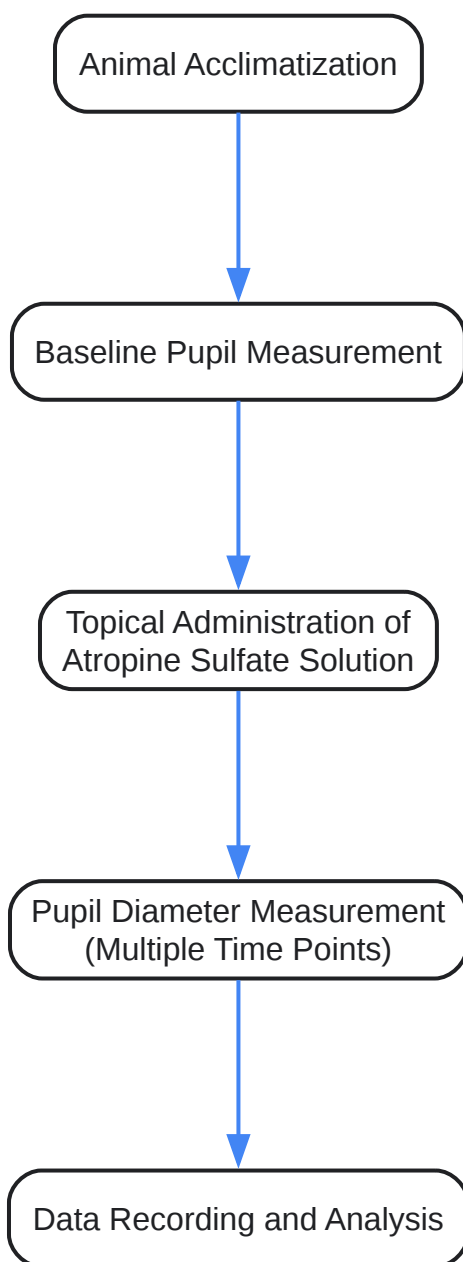 Animal Acclimatization
Baseline Pupil Measurement
Topical Administration of
Atropine Sulfate Solution
Pupil Diameter Measurement
(Multiple Time Points)
Data Recording and Analysis